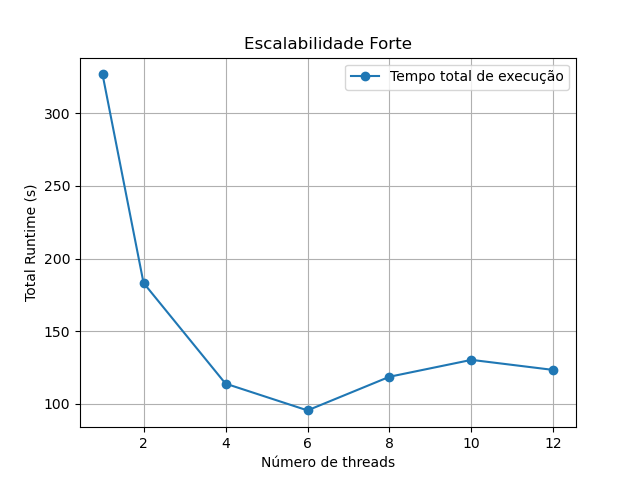 Escalabilidade Forte
Tempo total de execução
Total Runtime (s)
300
250
200
150
100
2 4 6 8 10 12
Número de threads